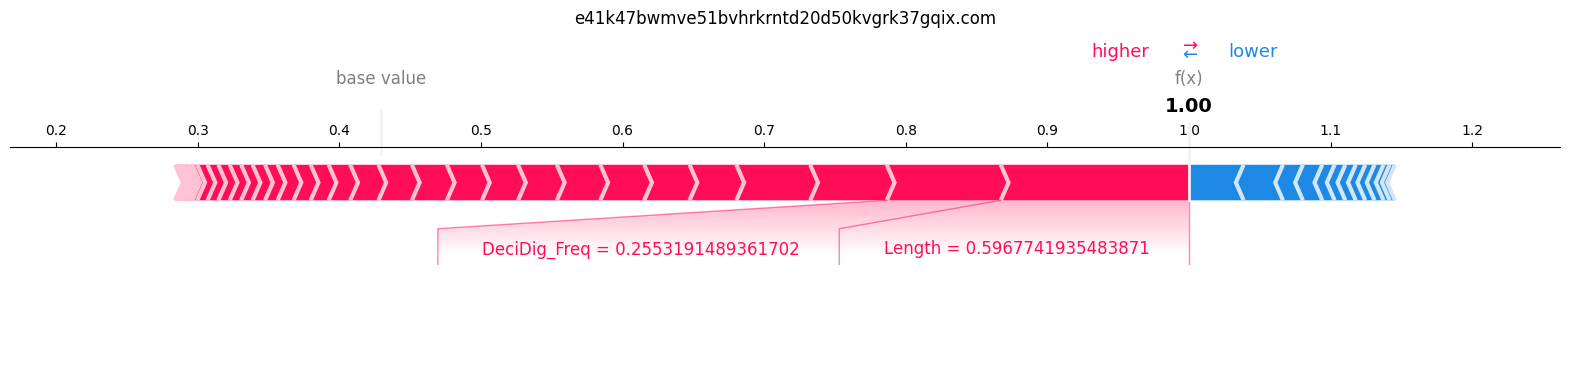 e41k47bwmve51bvhrkrntd20d50kvgrk37gqix.com
higher ⇄ lower
base value f(x)
1.00
0.2 0.3 0.4 0.5 0.6 0.7 0.8 0.9 1.0 1.1 1.2
DeciDig_Freq = 0.2553191489361702 Length = 0.5967741935483871